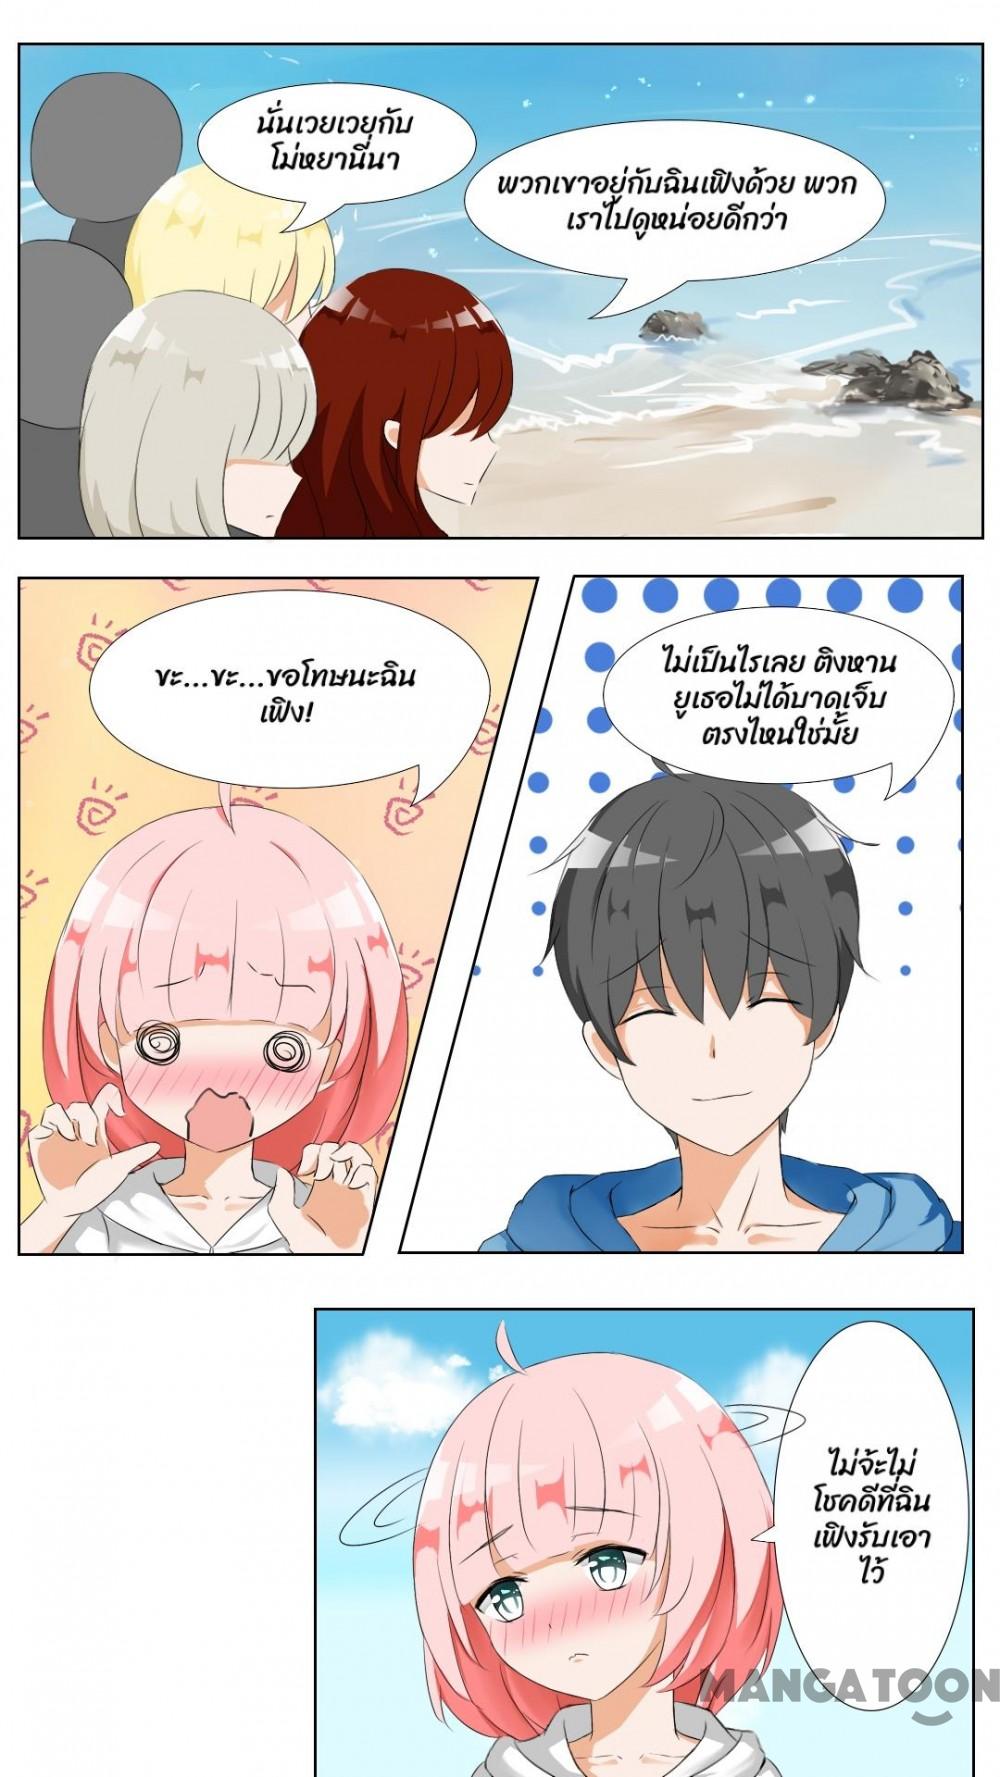 นั่นเวยเวยกับ
โม่หยานี่นา
พวกเขาอยู่กับฉินเฟิงด้วย พวก
เราไปดูหน่อยดีกว่า
ขะ...ขะ...ขอโทษนะฉิน
เฟิง!
ไม่เป็นไรเลย ติงหาน
ยูเธอไม่ได้บาดเจ็บ
ตรงไหนใช่มั้ย
ไม่จ้ะไม่
โชคดีที่ฉิน
เฟิงรับเอา
ไว้
MANGATOON
MANGATOON